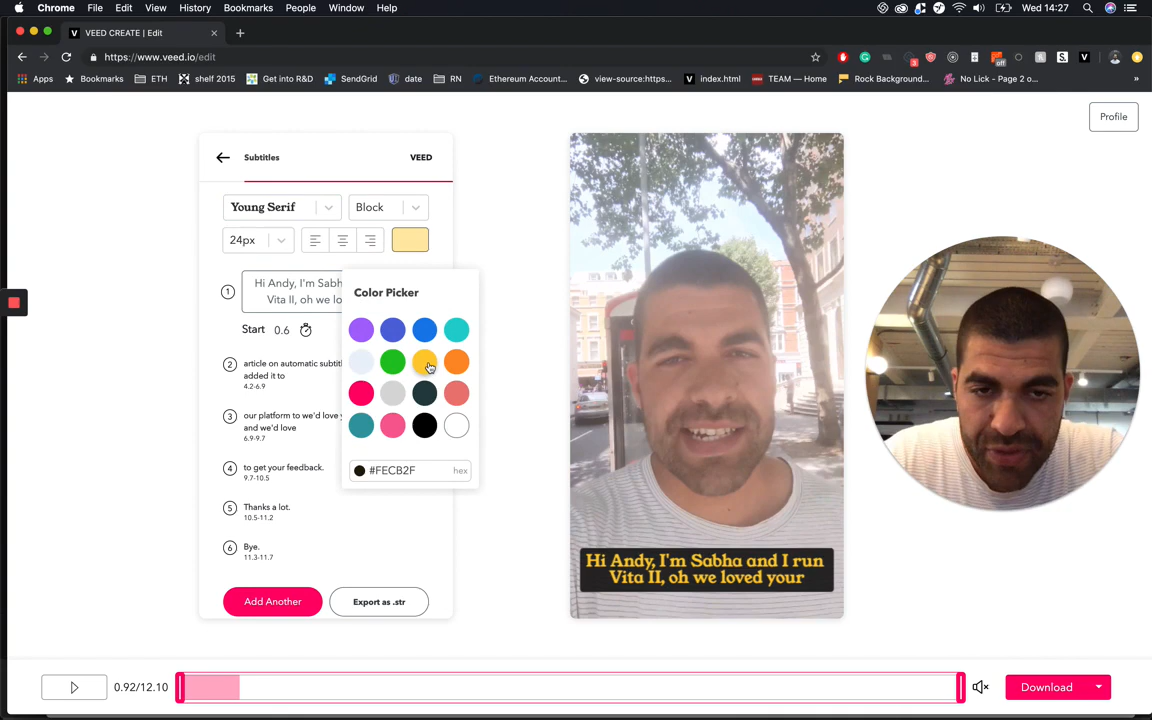 Chrome File Edit View History Bookmarks People Window Help Wed 14:27
VEED CREATE | Edit
https://www.veed.io/edit
Apps Bookmarks ETH shelf 2015 Get into R&D SendGrid date RN Ethereum Account... view-source:https... index.html TEAM — Home Rock Background... No Lick - Page 2 o... »
Profile
Subtitles VEED
Young Serif Block
24px
1 Hi Andy, I'm Sabh
Vita II, oh we lo
Start 0.6
2 article on automatic subtit
added it to
4.2-6.9
3 our platform to we'd love
and we'd love
6.9-9.7
4 to get your feedback.
9.7-10.5
5 Thanks a lot.
10.5-11.2
6 Bye.
11.3-11.7
Add Another Export as .str
Color Picker
#FECB2F hex
Hi Andy, I'm Sabha and I run
Vita II, oh we loved your
0.92/12.10 Download